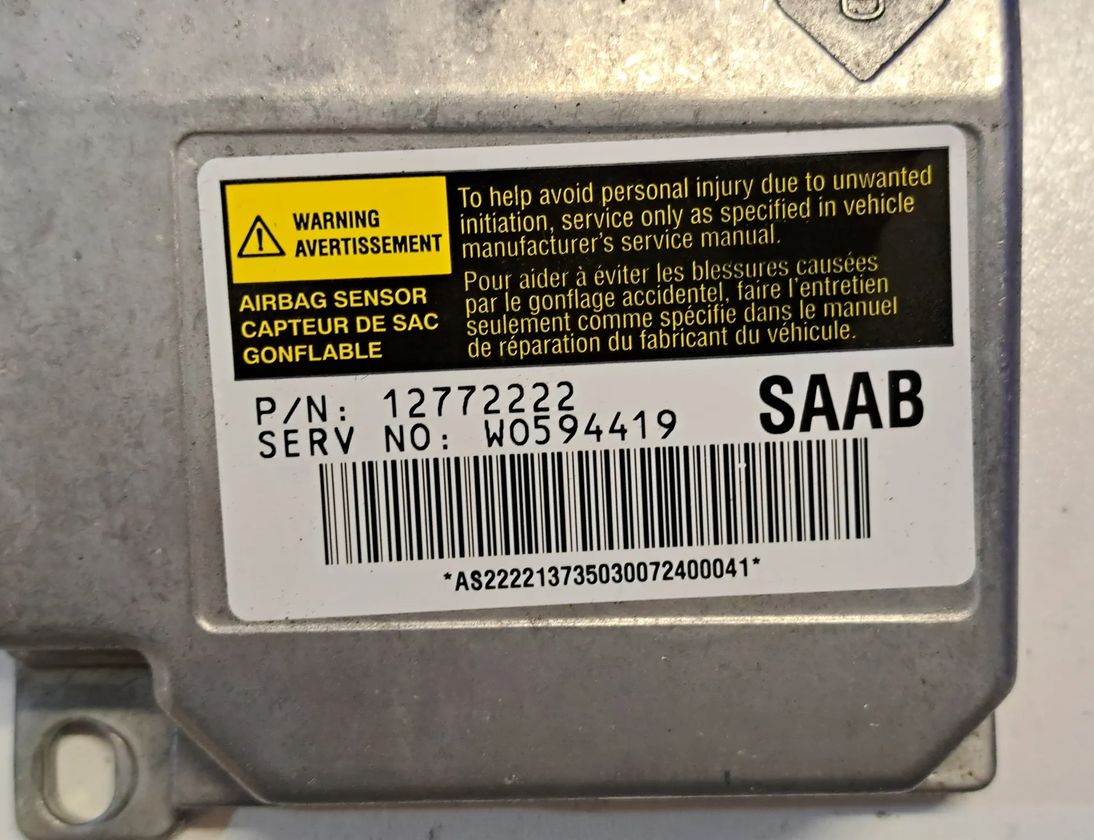 WARNING
AVERTISSEMENT
AIRBAG SENSOR
CAPTEUR DE SAC
GONFLABLE
To help avoid personal injury due to unwanted
initiation, service only as specified in vehicle
manufacturer's service manual.
Pour aider à éviter les blessures causées
par le gonflage accidentel, faire l'entretien
seulement comme spécifie dans le manuel
de réparation du fabricant du véhicule.
P/N: 12772222
SERV NO: W0594419
SAAB
*AS222213735030072400041*